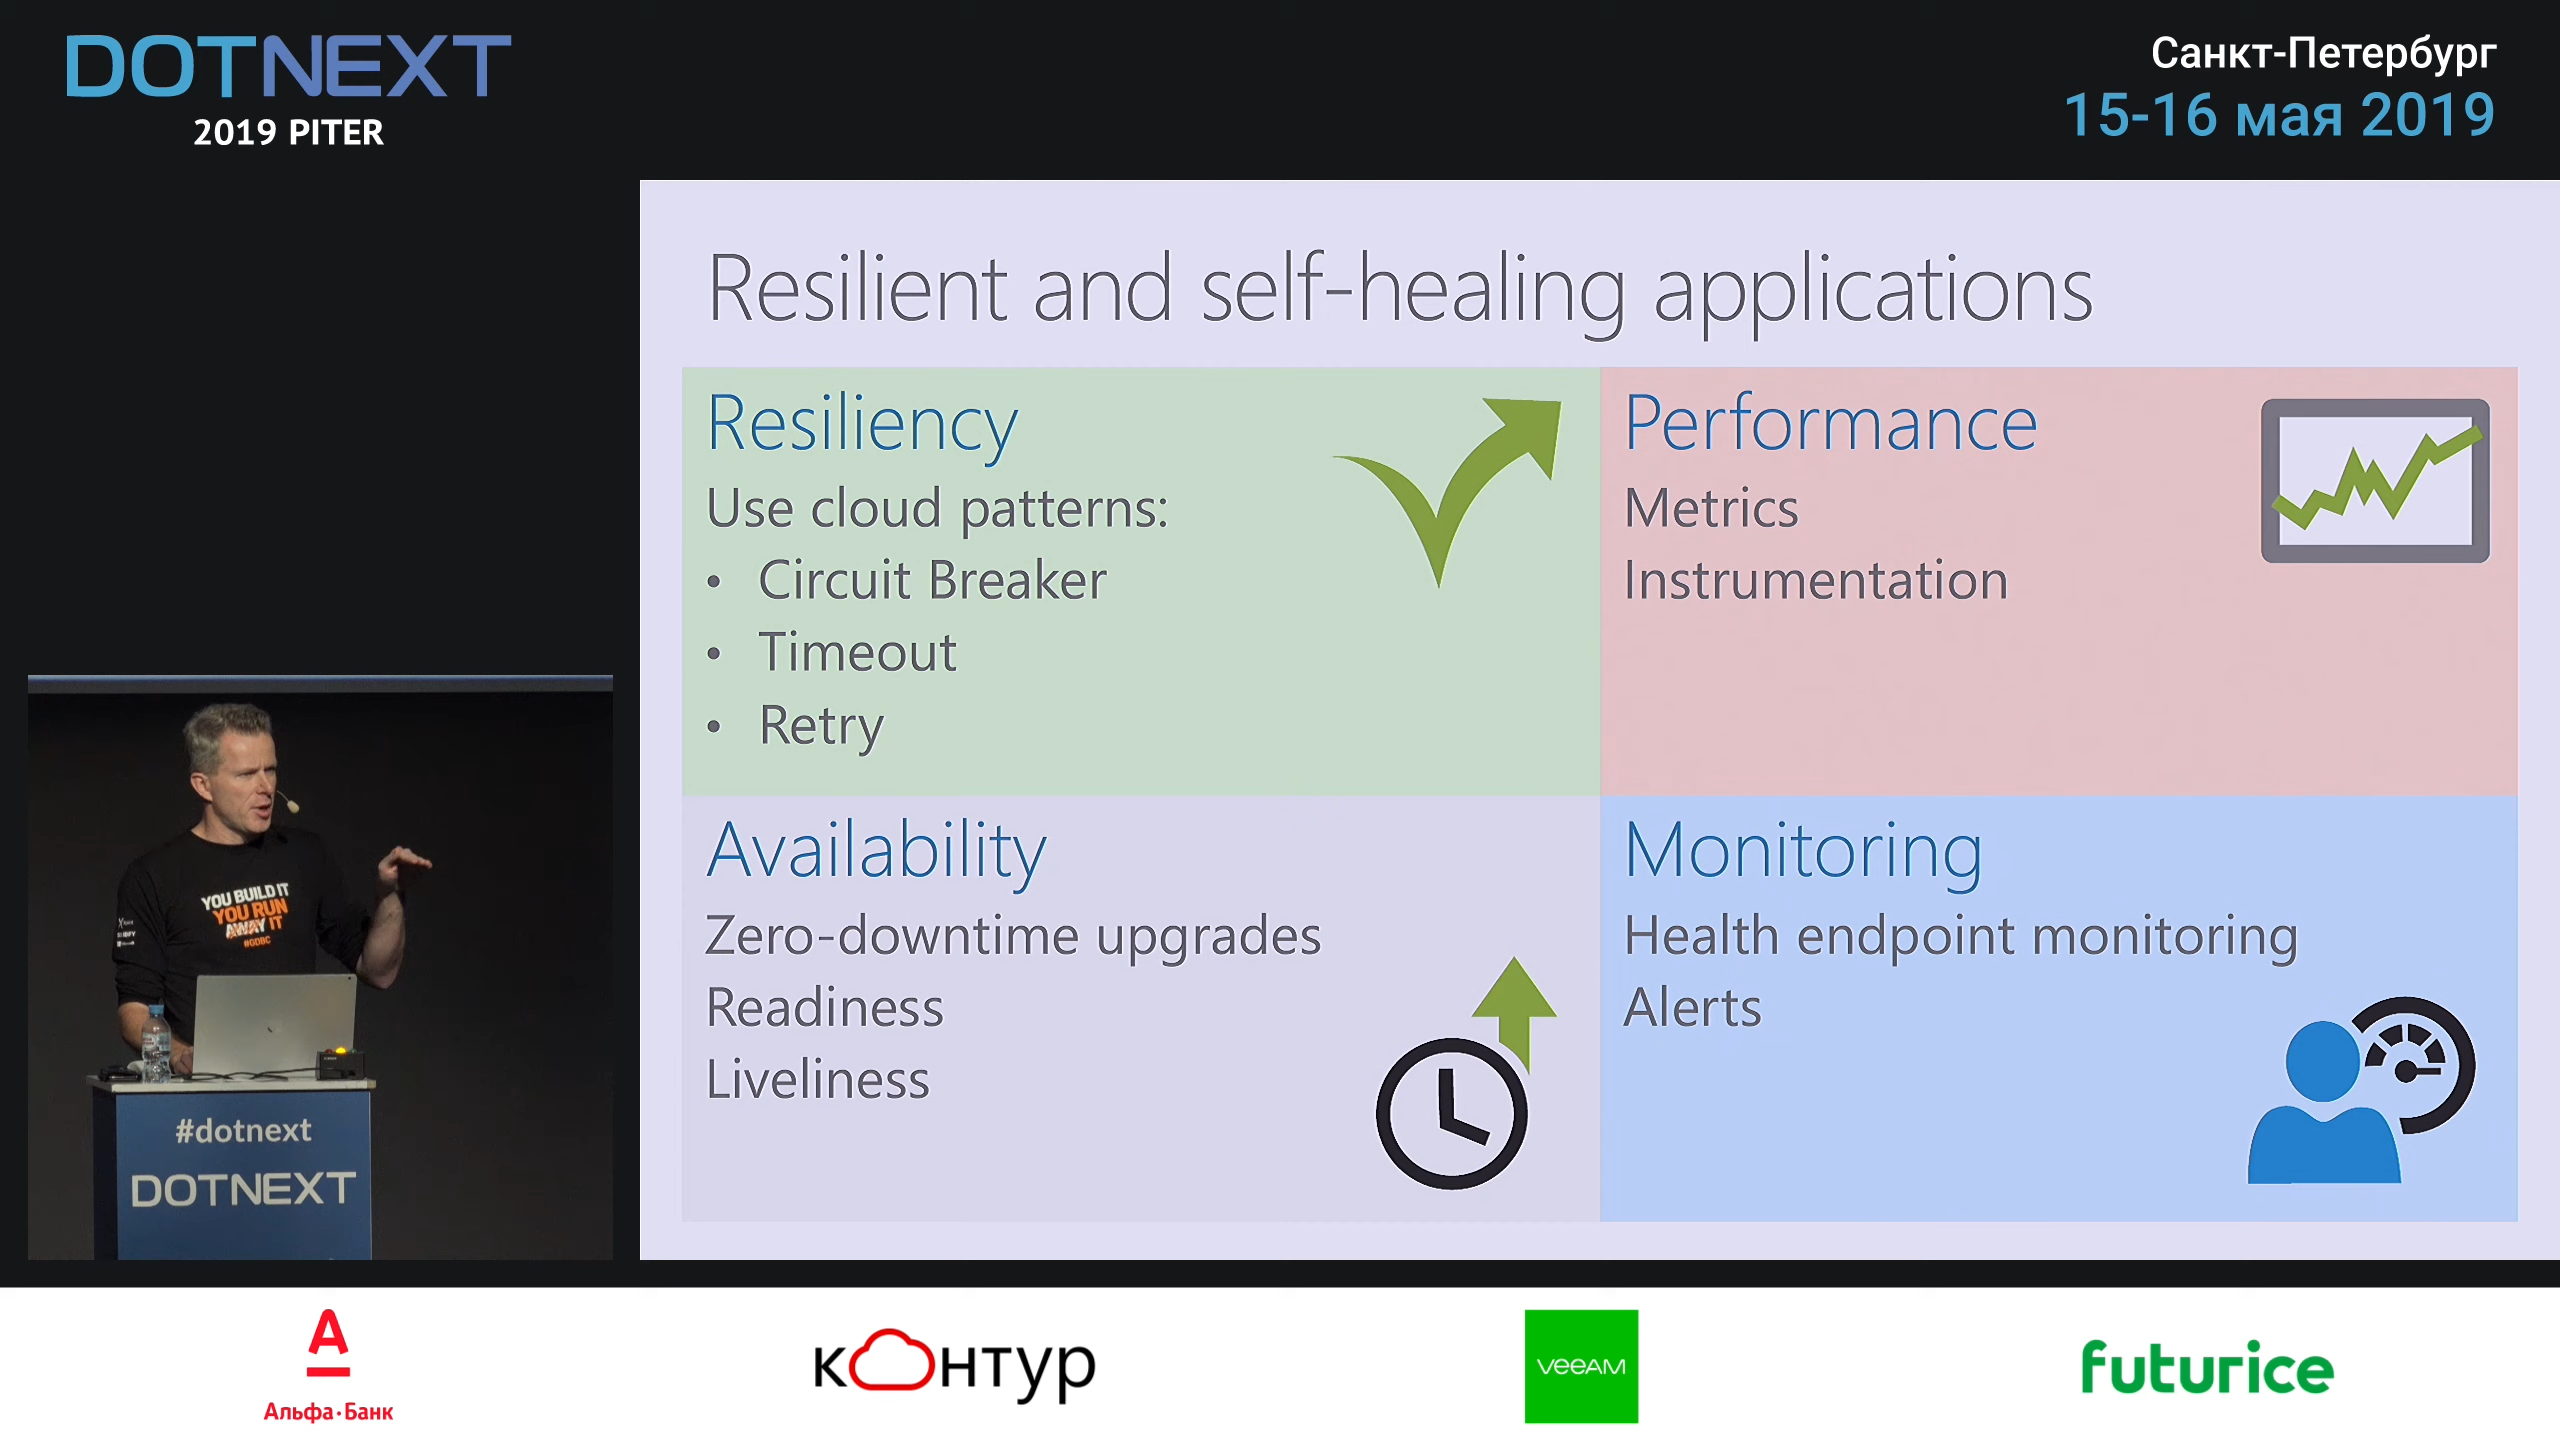 DOTNEXT
2019 PITER
Санкт-Петербург
15-16 мая 2019
Resilient and self-healing applications
Resiliency
Use cloud patterns:
• Circuit Breaker
• Timeout
• Retry
Performance
Metrics
Instrumentation
Availability
Zero-downtime upgrades
Readiness
Liveliness
Monitoring
Health endpoint monitoring
Alerts
YOU BUILD IT
YOU RUN
AWAY IT
#GDBC
#dotnext
DOTNEXT
А
Альфа·Банк
контур
veeam
futurice